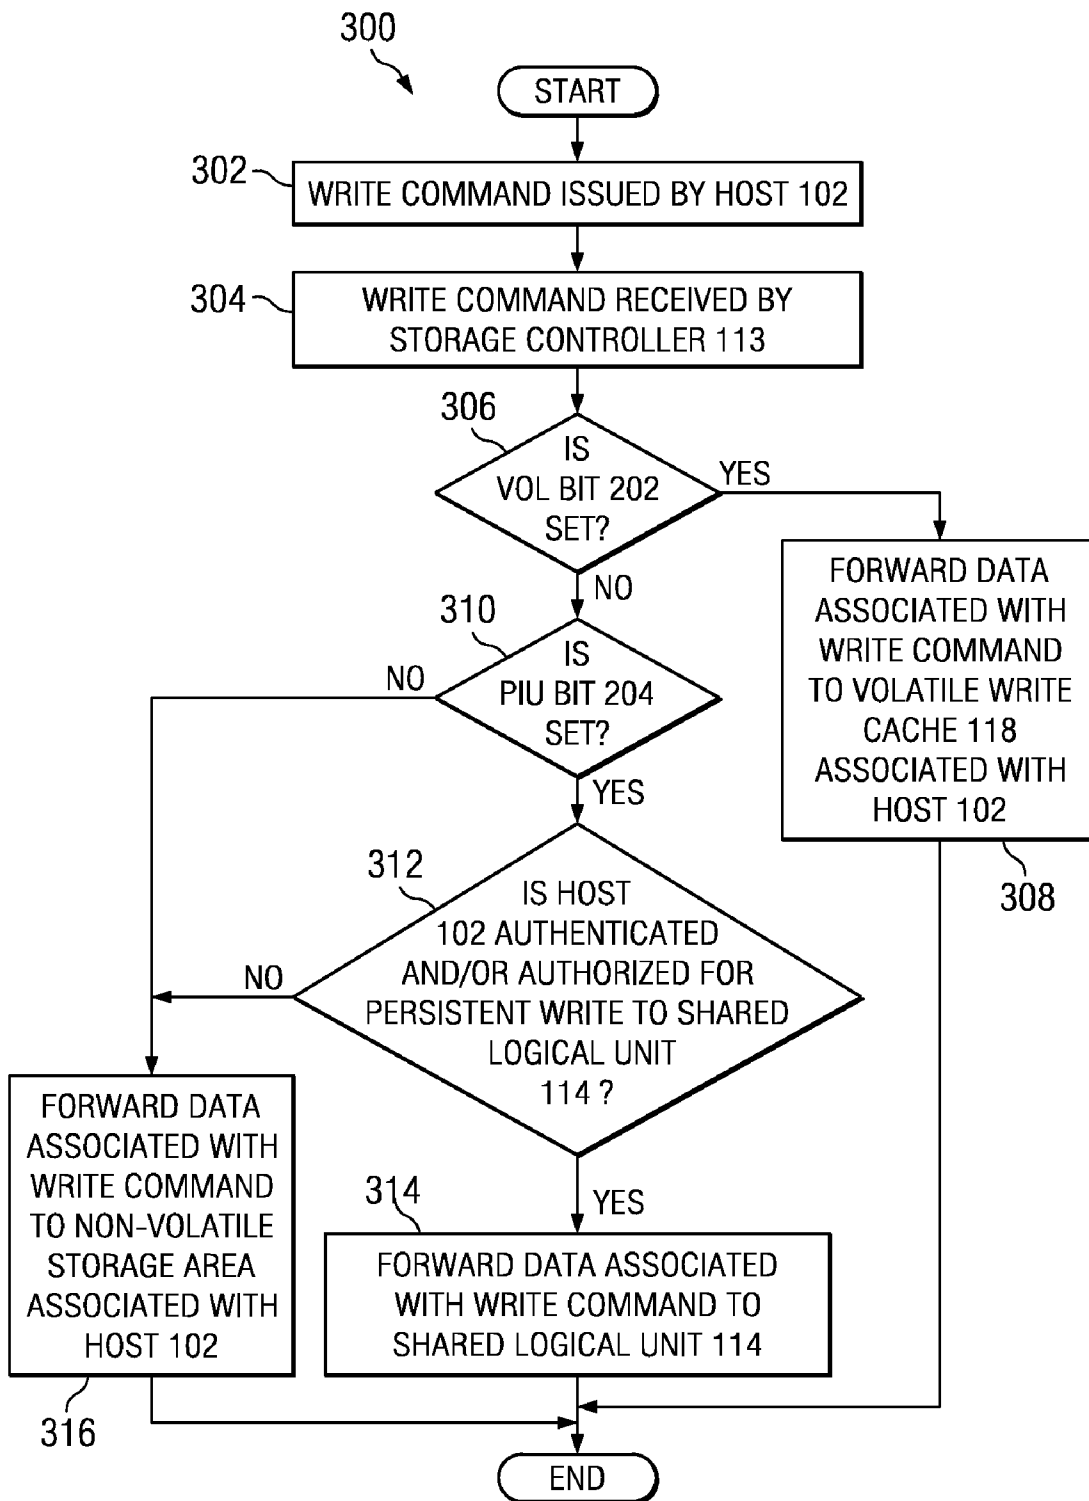 300
START
302
WRITE COMMAND ISSUED BY HOST 102
304
WRITE COMMAND RECEIVED BY
STORAGE CONTROLLER 113
306
IS
VOL BIT 202
SET?
YES
NO
FORWARD DATA
ASSOCIATED WITH
WRITE COMMAND
TO VOLATILE WRITE
CACHE 118
ASSOCIATED WITH
HOST 102
308
310
IS
PIU BIT 204
SET?
NO
YES
312
IS HOST
102 AUTHENTICATED
AND/OR AUTHORIZED FOR
PERSISTENT WRITE TO SHARED
LOGICAL UNIT
114 ?
NO
YES
FORWARD DATA
ASSOCIATED WITH
WRITE COMMAND
TO NON-VOLATILE
STORAGE AREA
ASSOCIATED WITH
HOST 102
316
314
FORWARD DATA ASSOCIATED
WITH WRITE COMMAND TO
SHARED LOGICAL UNIT 114
END